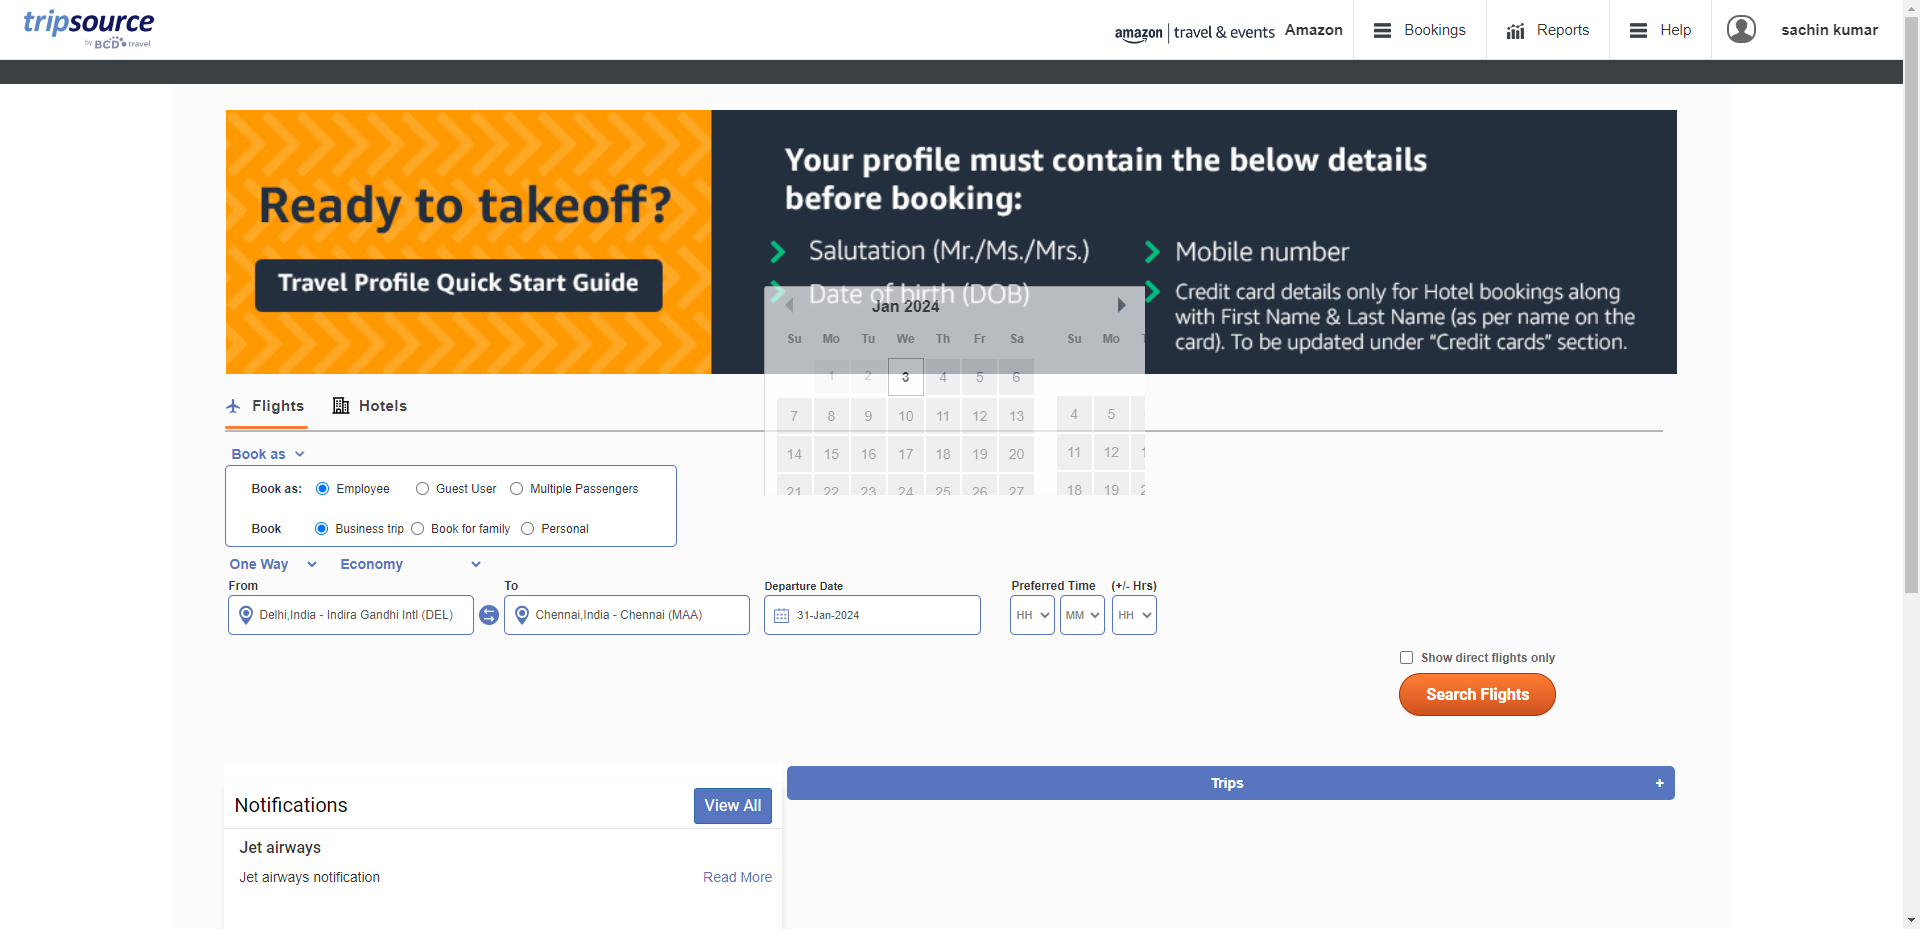 tripsource
by BCD travel
amazon | travel & events Amazon
Bookings
Reports
Help
sachin kumar
Ready to takeoff?
Travel Profile Quick Start Guide
Your profile must contain the below details
before booking:
Salutation (Mr./Ms./Mrs.)
Date of birth (DOB)
Mobile number
Credit card details only for Hotel bookings along
with First Name & Last Name (as per name on the
card). To be updated under “Credit cards” section.
Jan 2024
Su Mo Tu We Th Fr Sa Su Mo
1 2 3 4 5 6
7 8 9 10 11 12 13 4 5
14 15 16 17 18 19 20 11 12
21 22 23 24 25 26 27 18 19
Flights Hotels
Book as
Book as: Employee Guest User Multiple Passengers
Book Business trip Book for family Personal
One Way Economy
From To Departure Date Preferred Time (+/- Hrs)
Delhi,India - Indira Gandhi Intl (DEL) Chennai,India - Chennai (MAA) 31-Jan-2024 HH MM HH
Show direct flights only
Search Flights
Trips +
Notifications View All
Jet airways
Jet airways notification Read More